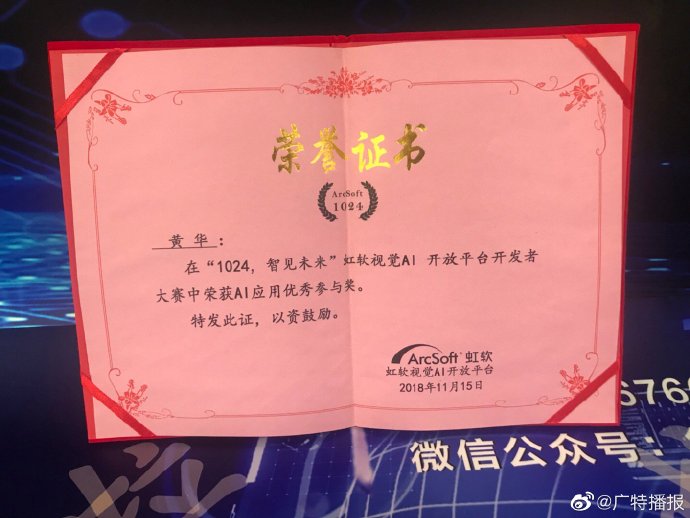 荣誉证书
ArcSoft
1024
黄华：
在“1024，智见未来”虹软视觉AI 开放平台开发者
大赛中荣获AI应用优秀参与奖。
特发此证，以资鼓励。
ArcSoft® 虹软
虹软视觉AI开放平台
2018年11月15日
676
微信公众号：
@广特播报